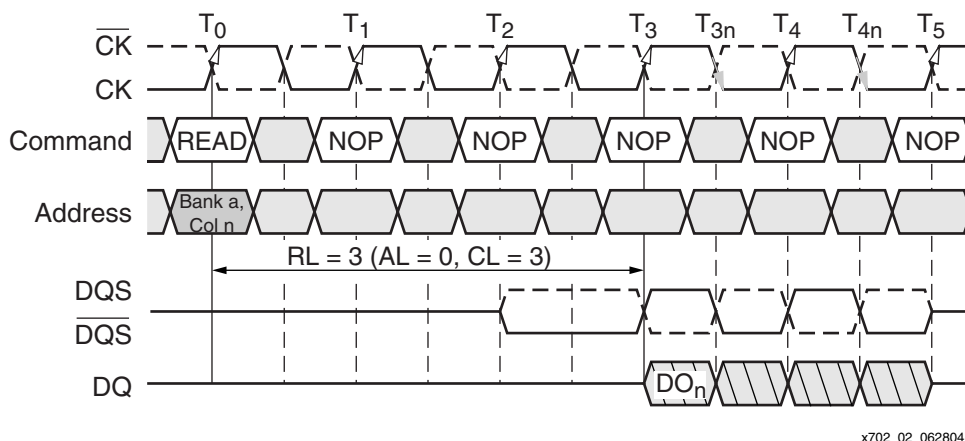 T0 T1 T2 T3 T3n T4 T4n T5
CK
CK
Command READ NOP NOP NOP NOP NOP
Address Bank a,
Col n
RL = 3 (AL = 0, CL = 3)
DQS
DQS
DQ DOn
x702_02_062804